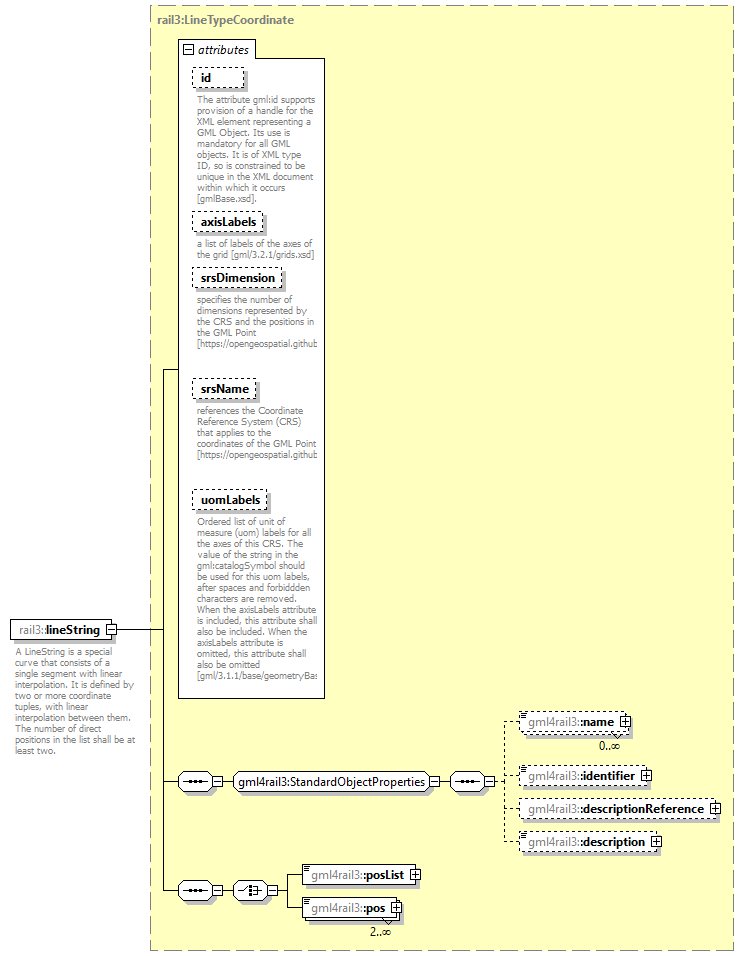 rail3:LineTypeCoordinate
attributes
id
The attribute gml:id supports
provision of a handle for the
XML element representing a
GML Object. Its use is
mandatory for all GML
objects. It is of XML type
ID, so is constrained to be
unique in the XML document
within which it occurs
[gmlBase.xsd].
axisLabels
a list of labels of the axes of
the grid [gml/3.2.1/grids.xsd]
srsDimension
specifies the number of
dimensions represented by
the CRS and the positions in
the GML Point
[https://opengeospatial.github
srsName
references the Coordinate
Reference System (CRS)
that applies to the
coordinates of the GML Point
[https://opengeospatial.github
uomLabels
Ordered list of unit of
measure (uom) labels for all
the axes of this CRS. The
value of the string in the
gml:catalogSymbol should
be used for this uom labels,
after spaces and forbiddden
characters are removed.
When the axisLabels attribute
is included, this attribute shall
also be included. When the
axisLabels attribute is
omitted, this attribute shall
also be omitted
[gml/3.1.1/base/geometryBas
rail3::lineString
A LineString is a special
curve that consists of a
single segment with linear
interpolation. It is defined by
two or more coordinate
tuples, with linear
interpolation between them.
The number of direct
positions in the list shall be at
least two.
gml4rail3:StandardObjectProperties
gml4rail3::name
0..∞
gml4rail3::identifier
gml4rail3::descriptionReference
gml4rail3::description
gml4rail3::posList
gml4rail3::pos
2..∞